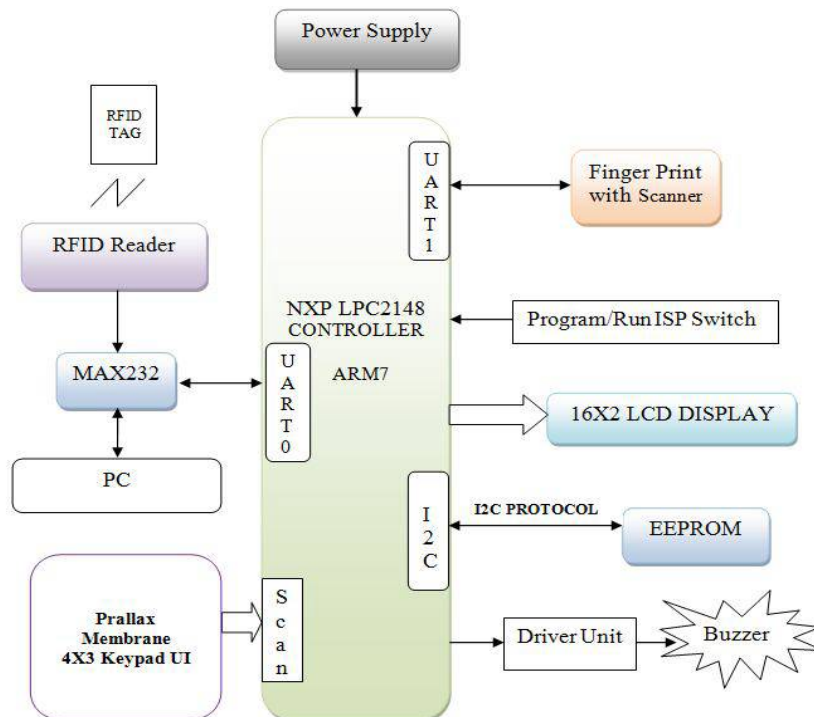 Power Supply
RFID
TAG
RFID Reader
MAX232
PC
Prallax
Membrane
4X3 Keypad UI
NXP LPC2148
CONTROLLER
ARM7
U
A
R
T
0
S
c
a
n
U
A
R
T
1
I
2
C
Finger Print
with Scanner
Program/Run ISP Switch
16X2 LCD DISPLAY
I2C PROTOCOL
EEPROM
Driver Unit
Buzzer